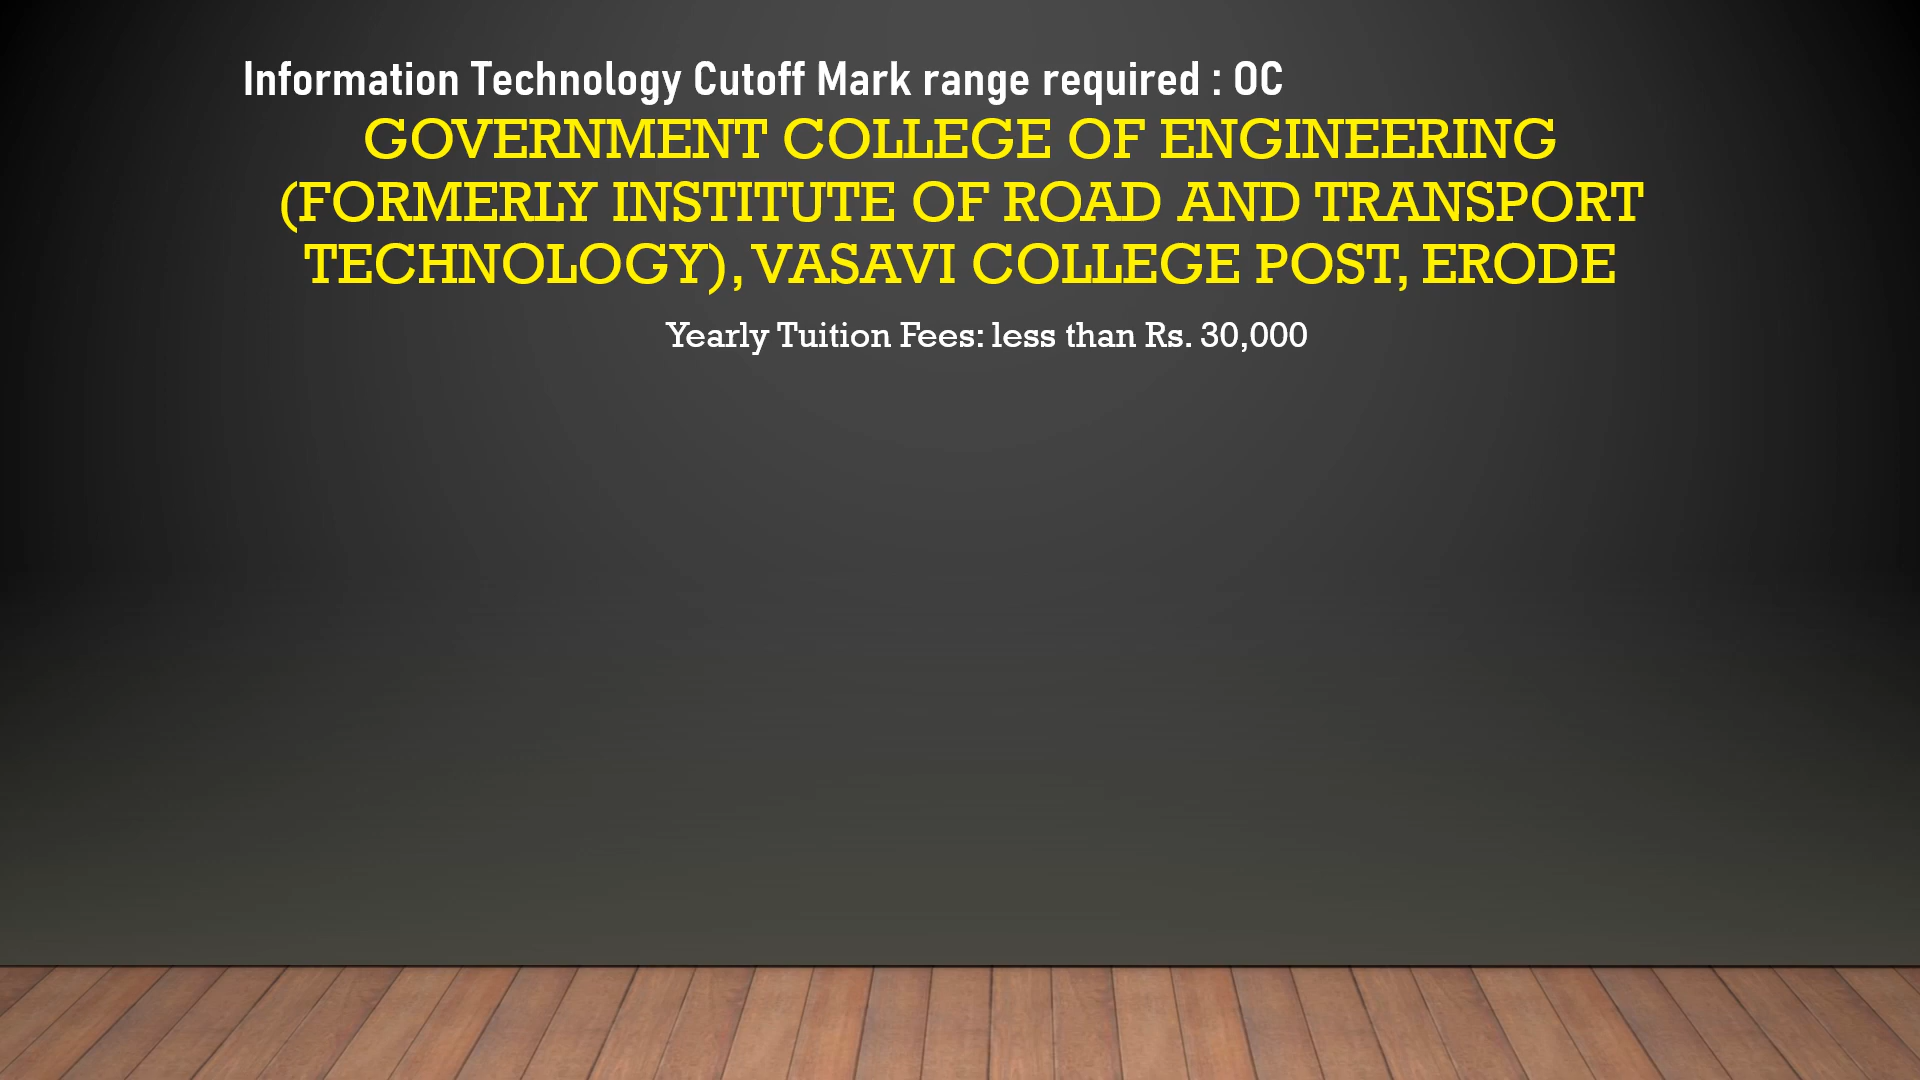 Information Technology Cutoff Mark range required : OC
GOVERNMENT COLLEGE OF ENGINEERING
(FORMERLY INSTITUTE OF ROAD AND TRANSPORT
TECHNOLOGY), VASAVI COLLEGE POST, ERODE
Yearly Tuition Fees: less than Rs. 30,000